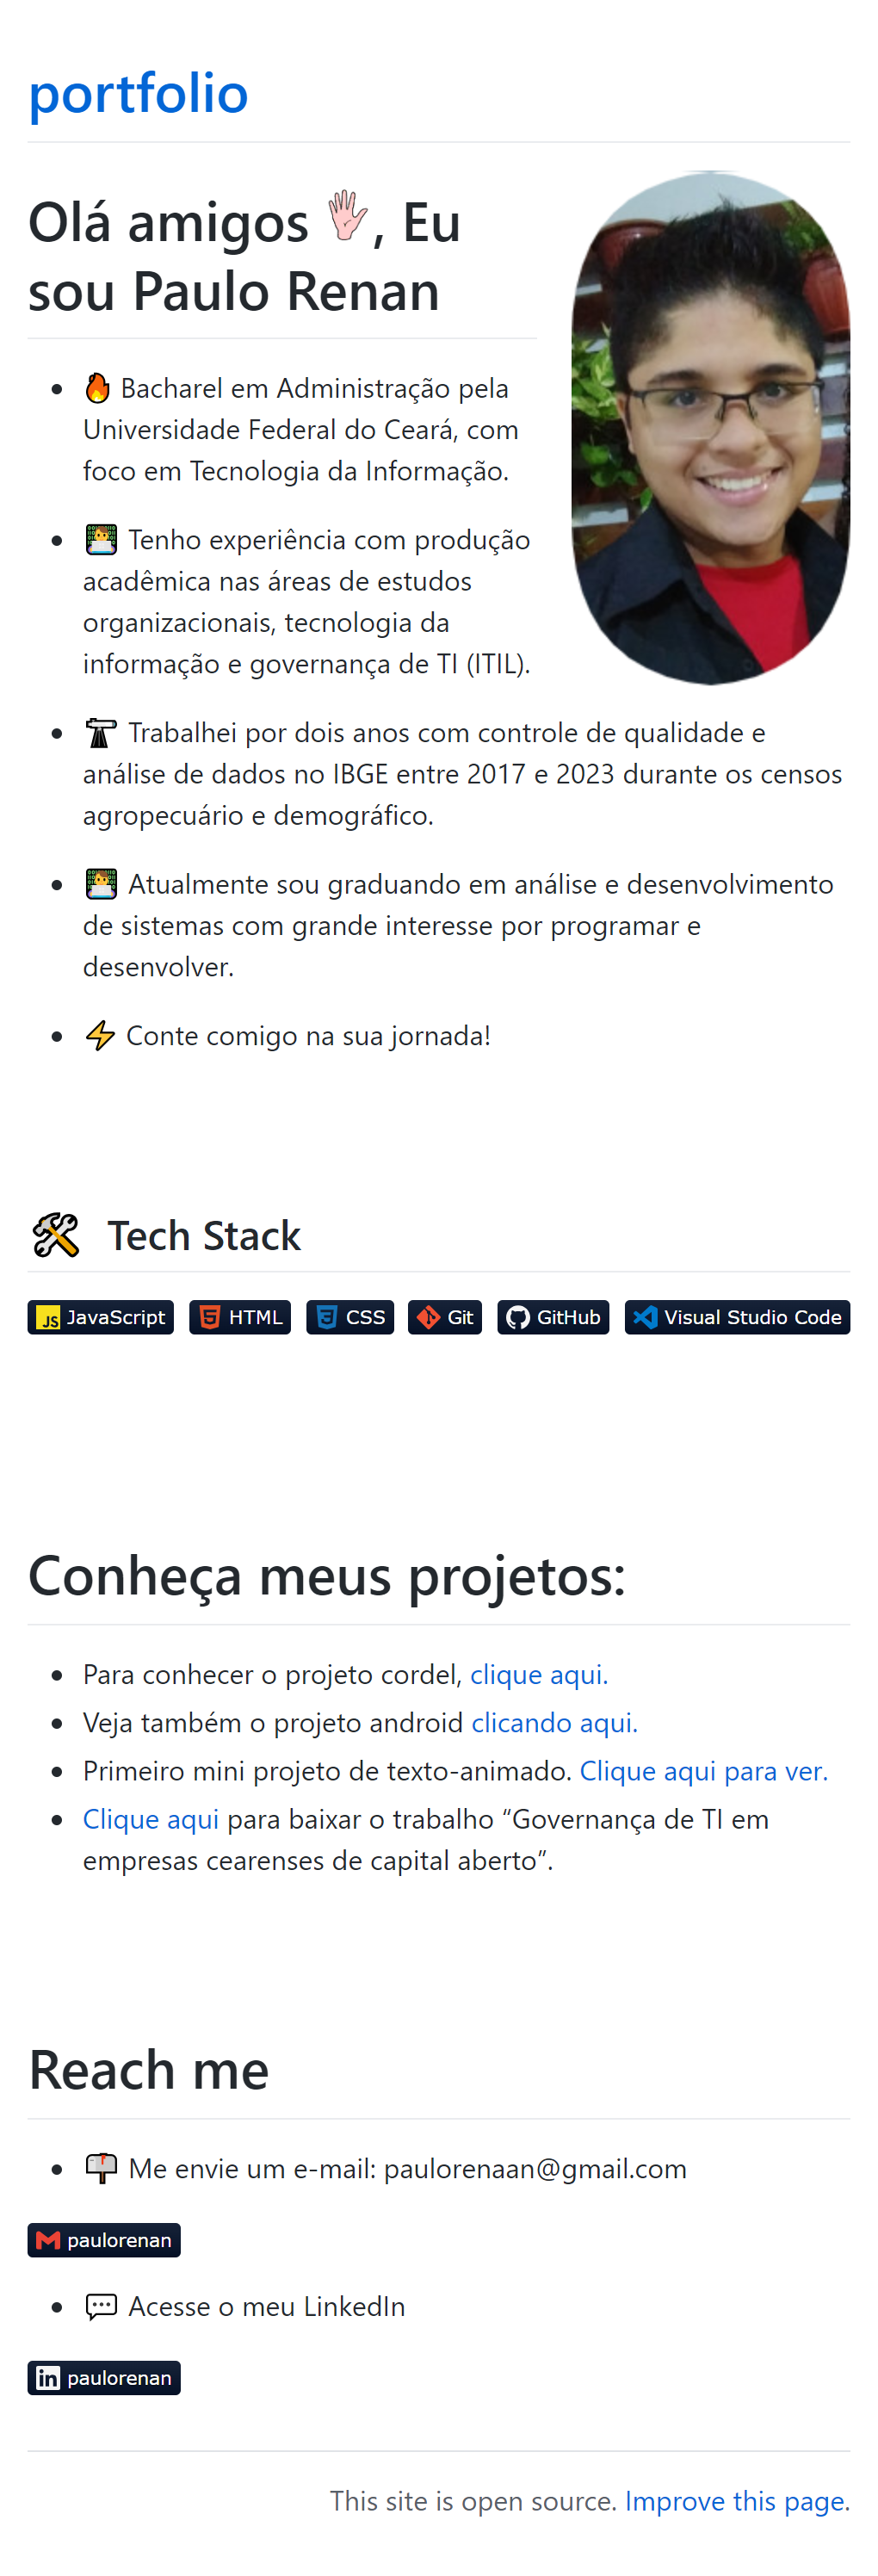 portfolio
Olá amigos 🖐, Eu
sou Paulo Renan
🔥 Bacharel em Administração pela
Universidade Federal do Ceará, com
foco em Tecnologia da Informação.
👨‍💻 Tenho experiência com produção
acadêmica nas áreas de estudos
organizacionais, tecnologia da
informação e governança de TI (ITIL).
Trabalhei por dois anos com controle de qualidade e
análise de dados no IBGE entre 2017 e 2023 durante os censos
agropecuário e demográfico.
👨‍💻 Atualmente sou graduando em análise e desenvolvimento
de sistemas com grande interesse por programar e
desenvolver.
⚡ Conte comigo na sua jornada!
🛠 Tech Stack
JS JavaScript HTML CSS Git GitHub Visual Studio Code
Conheça meus projetos:
Para conhecer o projeto cordel, clique aqui.
Veja também o projeto android clicando aqui.
Primeiro mini projeto de texto-animado. Clique aqui para ver.
Clique aqui para baixar o trabalho “Governança de TI em
empresas cearenses de capital aberto”.
Reach me
📫 Me envie um e-mail: paulorenaan@gmail.com
paulorenan
💬 Acesse o meu LinkedIn
in paulorenan
This site is open source. Improve this page.